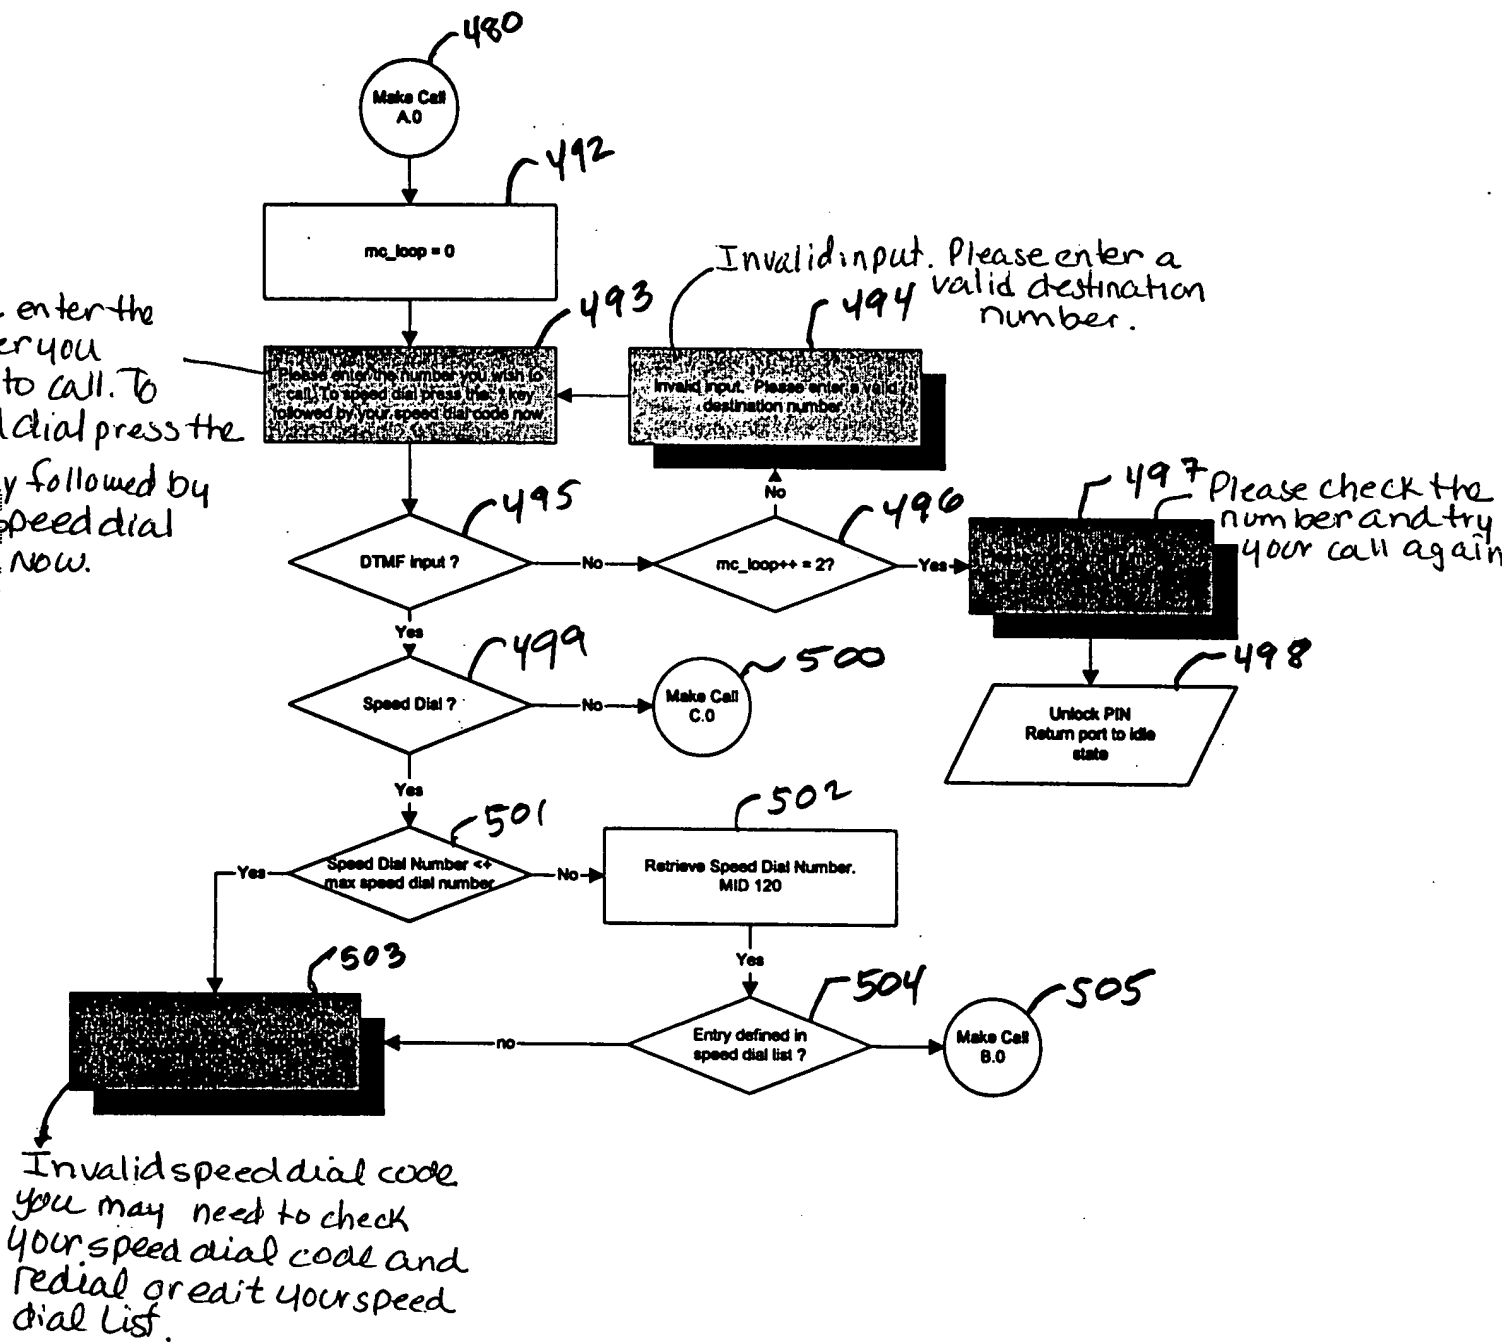 480
Make Call
A.0
492
mc_loop = 0
Invalid input. Please enter a
valid destination
number.
494
493
enter the
er you
to call. To
dial press the
y followed by
speed dial
Now.
Please enter the number you wish to
call. To speed dial press the key
followed by your speed dial code now
Invalid input. Please enter a valid
destination number
No
495
DTMF input ?
No
496
mc_loop++ = 2?
Yes
497
Please check the
number and try
your call again
Yes
498
Unlock PIN
Return port to idle
state
499
Speed Dial ?
No
500
Make Call
C.0
Yes
501
Speed Dial Number <+
max speed dial number
Yes
No
502
Retrieve Speed Dial Number.
MID 120
Yes
503
504
Entry defined in
speed dial list ?
no
505
Make Call
B.0
Invalid speed dial code
you may need to check
your speed dial code and
redial or edit your speed
dial List.